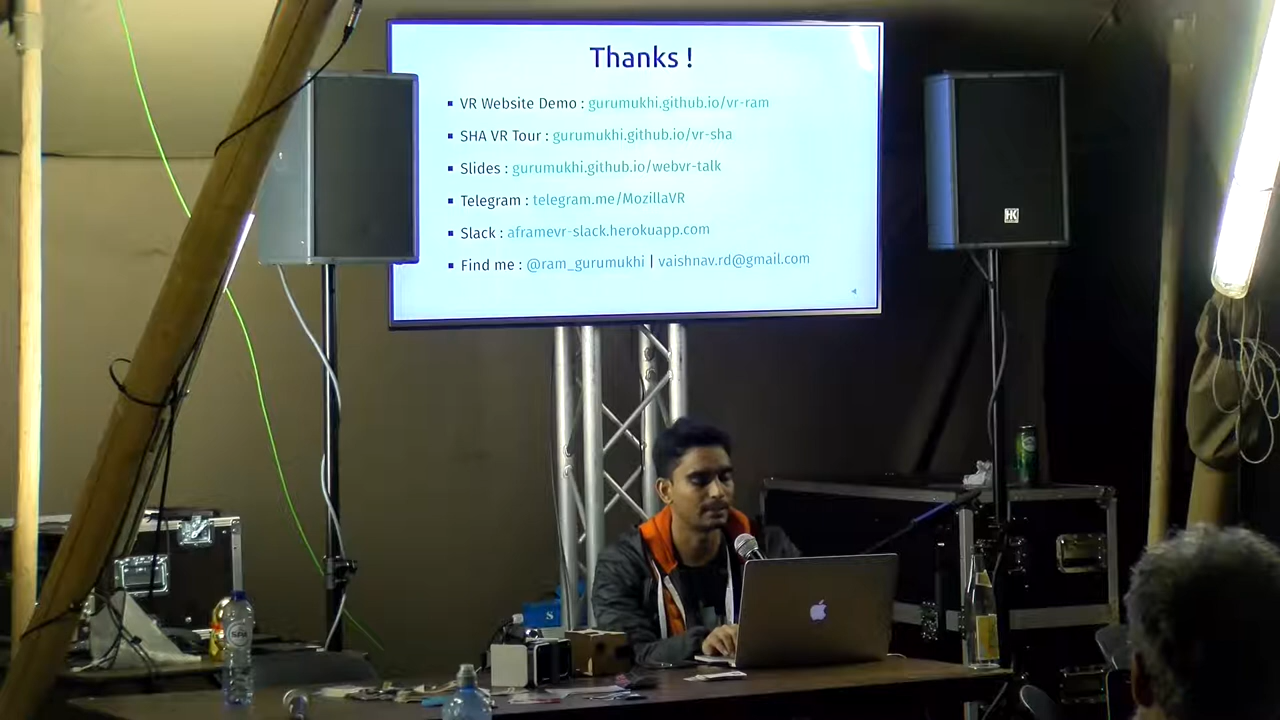 Thanks !
VR Website Demo : gurumukhi.github.io/vr-ram
SHA VR Tour : gurumukhi.github.io/vr-sha
Slides : gurumukhi.github.io/webvr-talk
Telegram : telegram.me/MozillaVR
Slack : aframevr-slack.herokuapp.com
Find me : @ram_gurumukhi | vaishnav.rd@gmail.com
HK
S